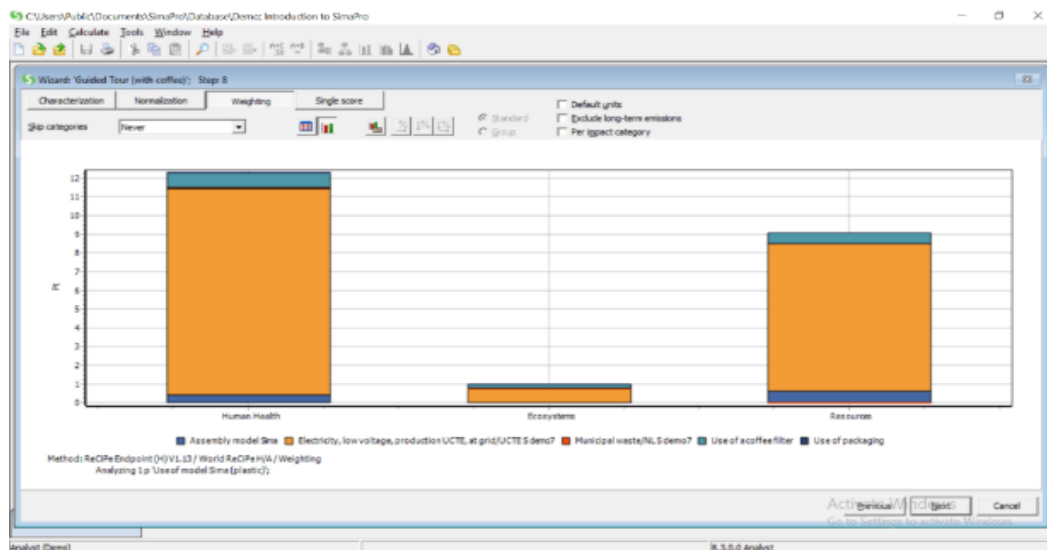 C:\Users\Public\Documents\SimaPro\Database\Demo; Introduction to SimaPro
File Edit Calculate Tools Window Help
Wizard: 'Guided Tour (with coffee)'; Step: 8
Characterization Normalization Weighting Single score
Default units
Skip categories Never
Standard
Exclude long-term emissions
Group
Per impact category
12
11
10
9
8
7
6
5
4
3
2
1
0
Pt
Human Health Ecosystems Resources
Assembly model Sima Electricity, low voltage, production UCTE, at grid/UCTE S demo7 Municipal waste/NL S demo7 Use of a coffee filter Use of packaging
Method: ReCiPe Endpoint (H) V1.13 / World ReCiPe H/A / Weighting
Analyzing 1 p 'Use of model Sima (plastic)';
Activate Windows
Previous Next Cancel
Go to Settings to activate Windows.
Analyst (Demo) 8.3.0.0 Analyst